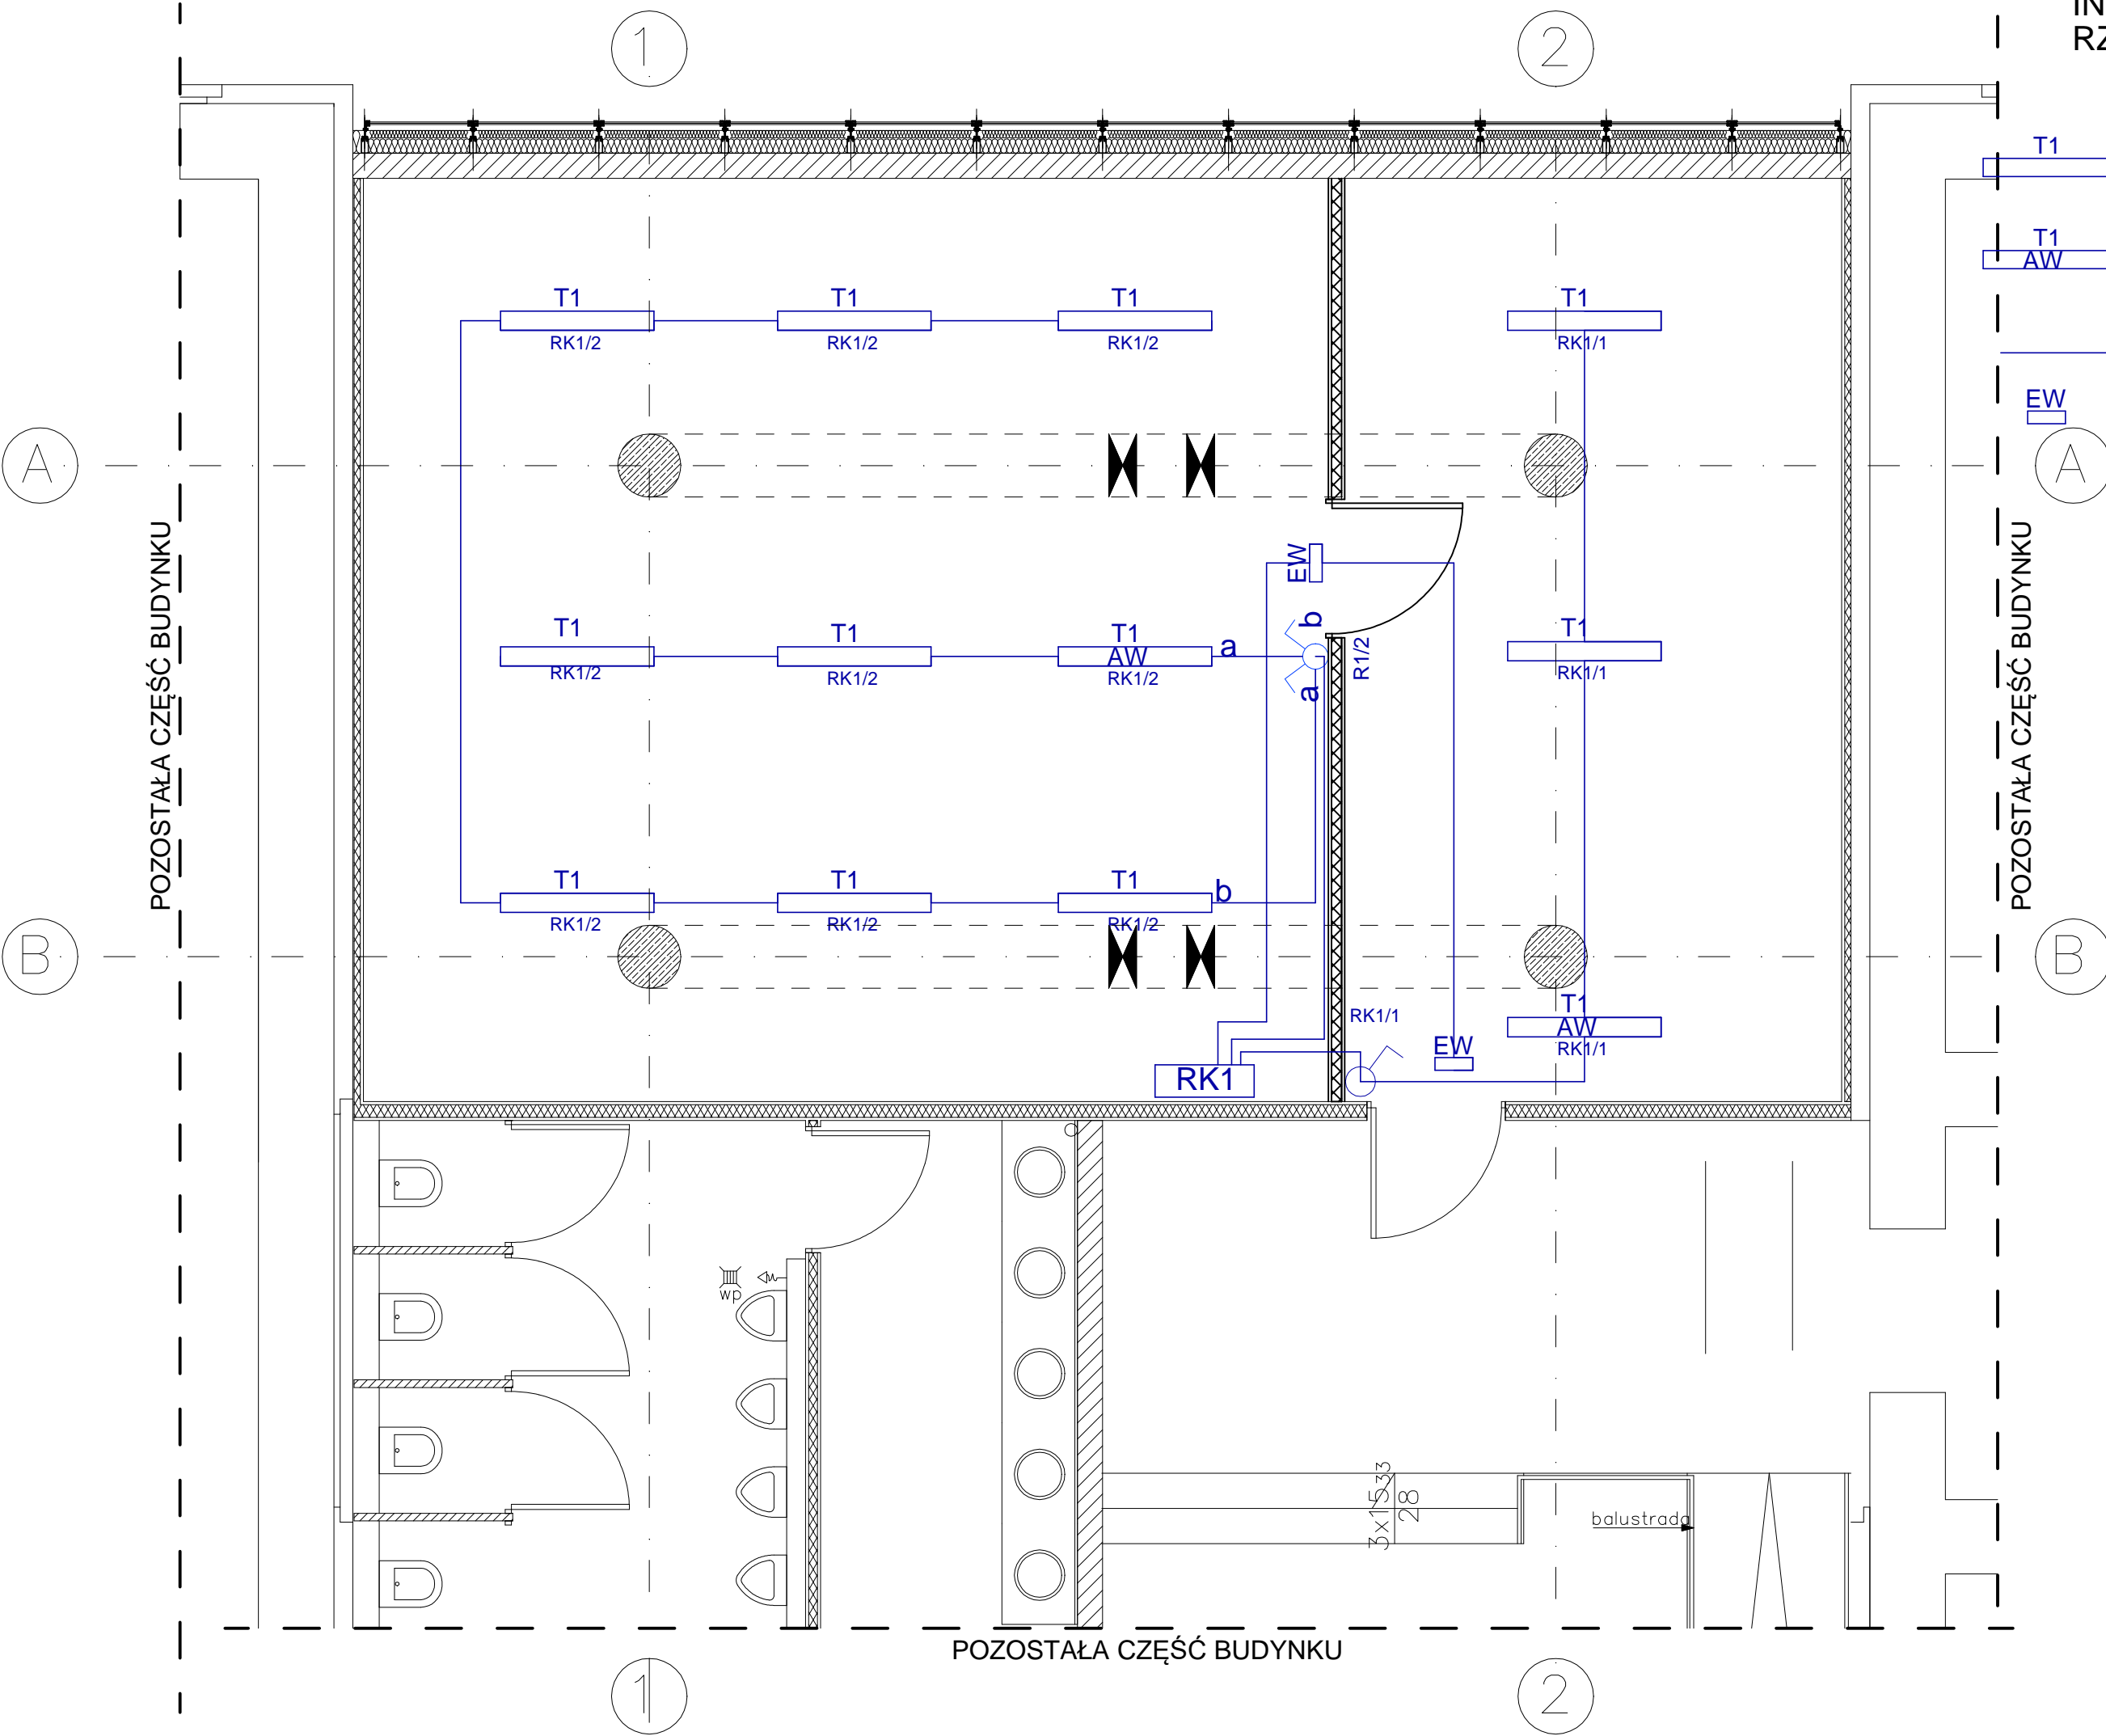 IN
RZ
1
2
T1
T1
AW
EW
T1
T1
T1
T1
RK1/2
RK1/2
RK1/2
RK1/1
A
A
POZOSTAŁA CZĘŚĆ BUDYNKU
POZOSTAŁA CZĘŚĆ BUDYNKU
EW
b
T1
T1
T1
T1
a
AW
R1/2
RK1/2
RK1/2
RK1/2
RK1/1
a
T1
T1
T1
b
RK1/2
RK1/2
RK1/2
B
B
T1
RK1/1
AW
EW
RK1/1
RK1
wp
3x15,33
28
balustrada
POZOSTAŁA CZĘŚĆ BUDYNKU
1
2